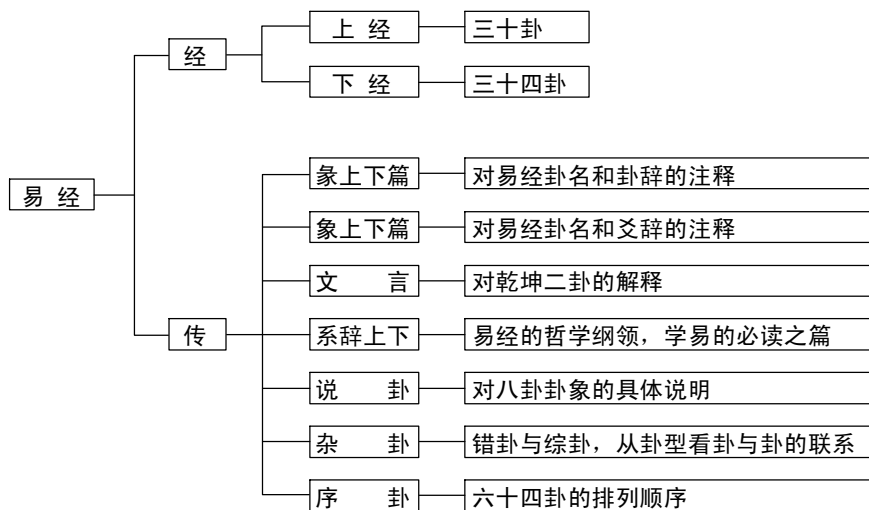 易经
经
上经
三十卦
下经
三十四卦
传
彖上下篇
对易经卦名和卦辞的注释
象上下篇
对易经卦名和爻辞的注释
文言
对乾坤二卦的解释
系辞上下
易经的哲学纲领，学易的必读之篇
说卦
对八卦卦象的具体说明
杂卦
错卦与综卦，从卦型看卦与卦的联系
序卦
六十四卦的排列顺序